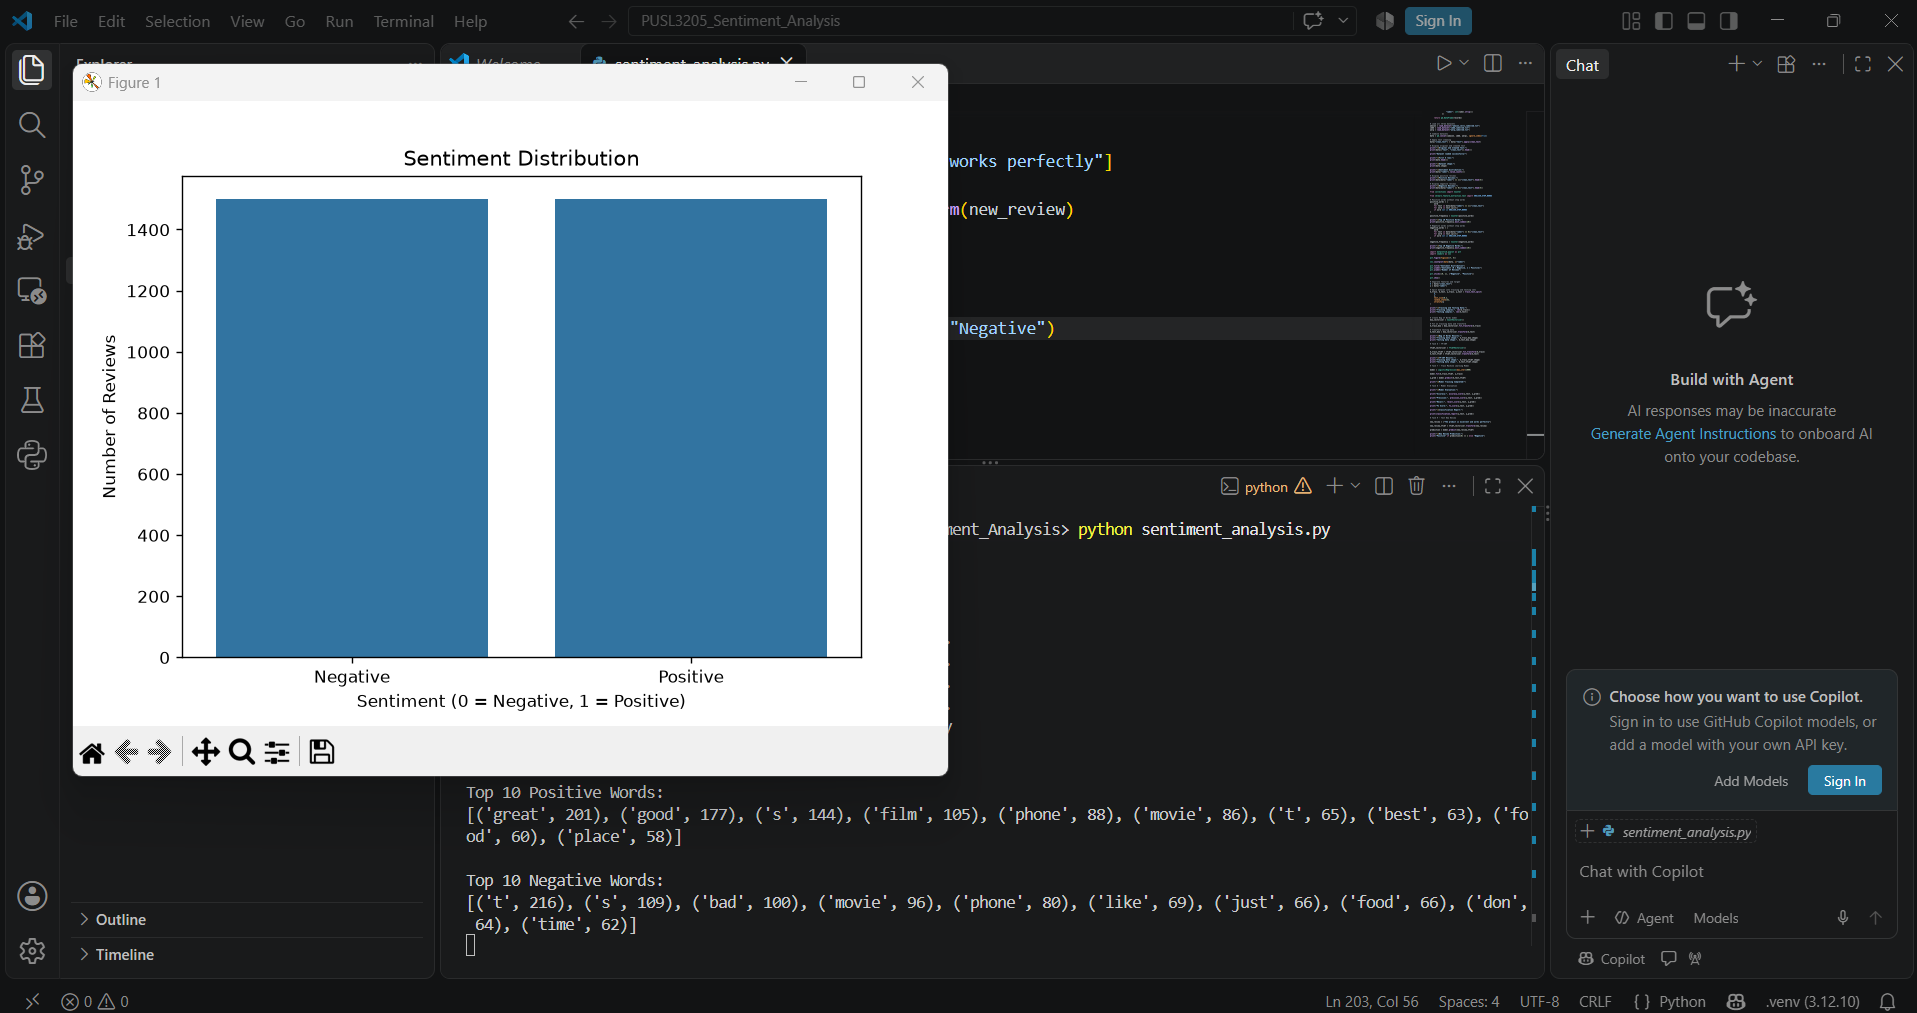 File Edit Selection View Go Run Terminal Help
PUSL3205_Sentiment_Analysis
Sign In
Figure 1
Sentiment Distribution
Number of Reviews
1400
1200
1000
800
600
400
200
0
Negative Positive
Sentiment (0 = Negative, 1 = Positive)
works perfectly"]
m(new_review)
"Negative")
python
ment_Analysis> python sentiment_analysis.py
Top 10 Positive Words:
[('great', 201), ('good', 177), ('s', 144), ('film', 105), ('phone', 88), ('movie', 86), ('t', 65), ('best', 63), ('fo
od', 60), ('place', 58)]
Top 10 Negative Words:
[('t', 216), ('s', 109), ('bad', 100), ('movie', 96), ('phone', 80), ('like', 69), ('just', 66), ('food', 66), ('don',
64), ('time', 62)]
Outline
Timeline
Chat
Build with Agent
AI responses may be inaccurate
Generate Agent Instructions to onboard AI
onto your codebase.
Choose how you want to use Copilot.
Sign in to use GitHub Copilot models, or
add a model with your own API key.
Add Models Sign In
sentiment_analysis.py
Chat with Copilot
Agent Models
Copilot
0 0
Ln 203, Col 56 Spaces: 4 UTF-8 CRLF {} Python .venv (3.12.10)